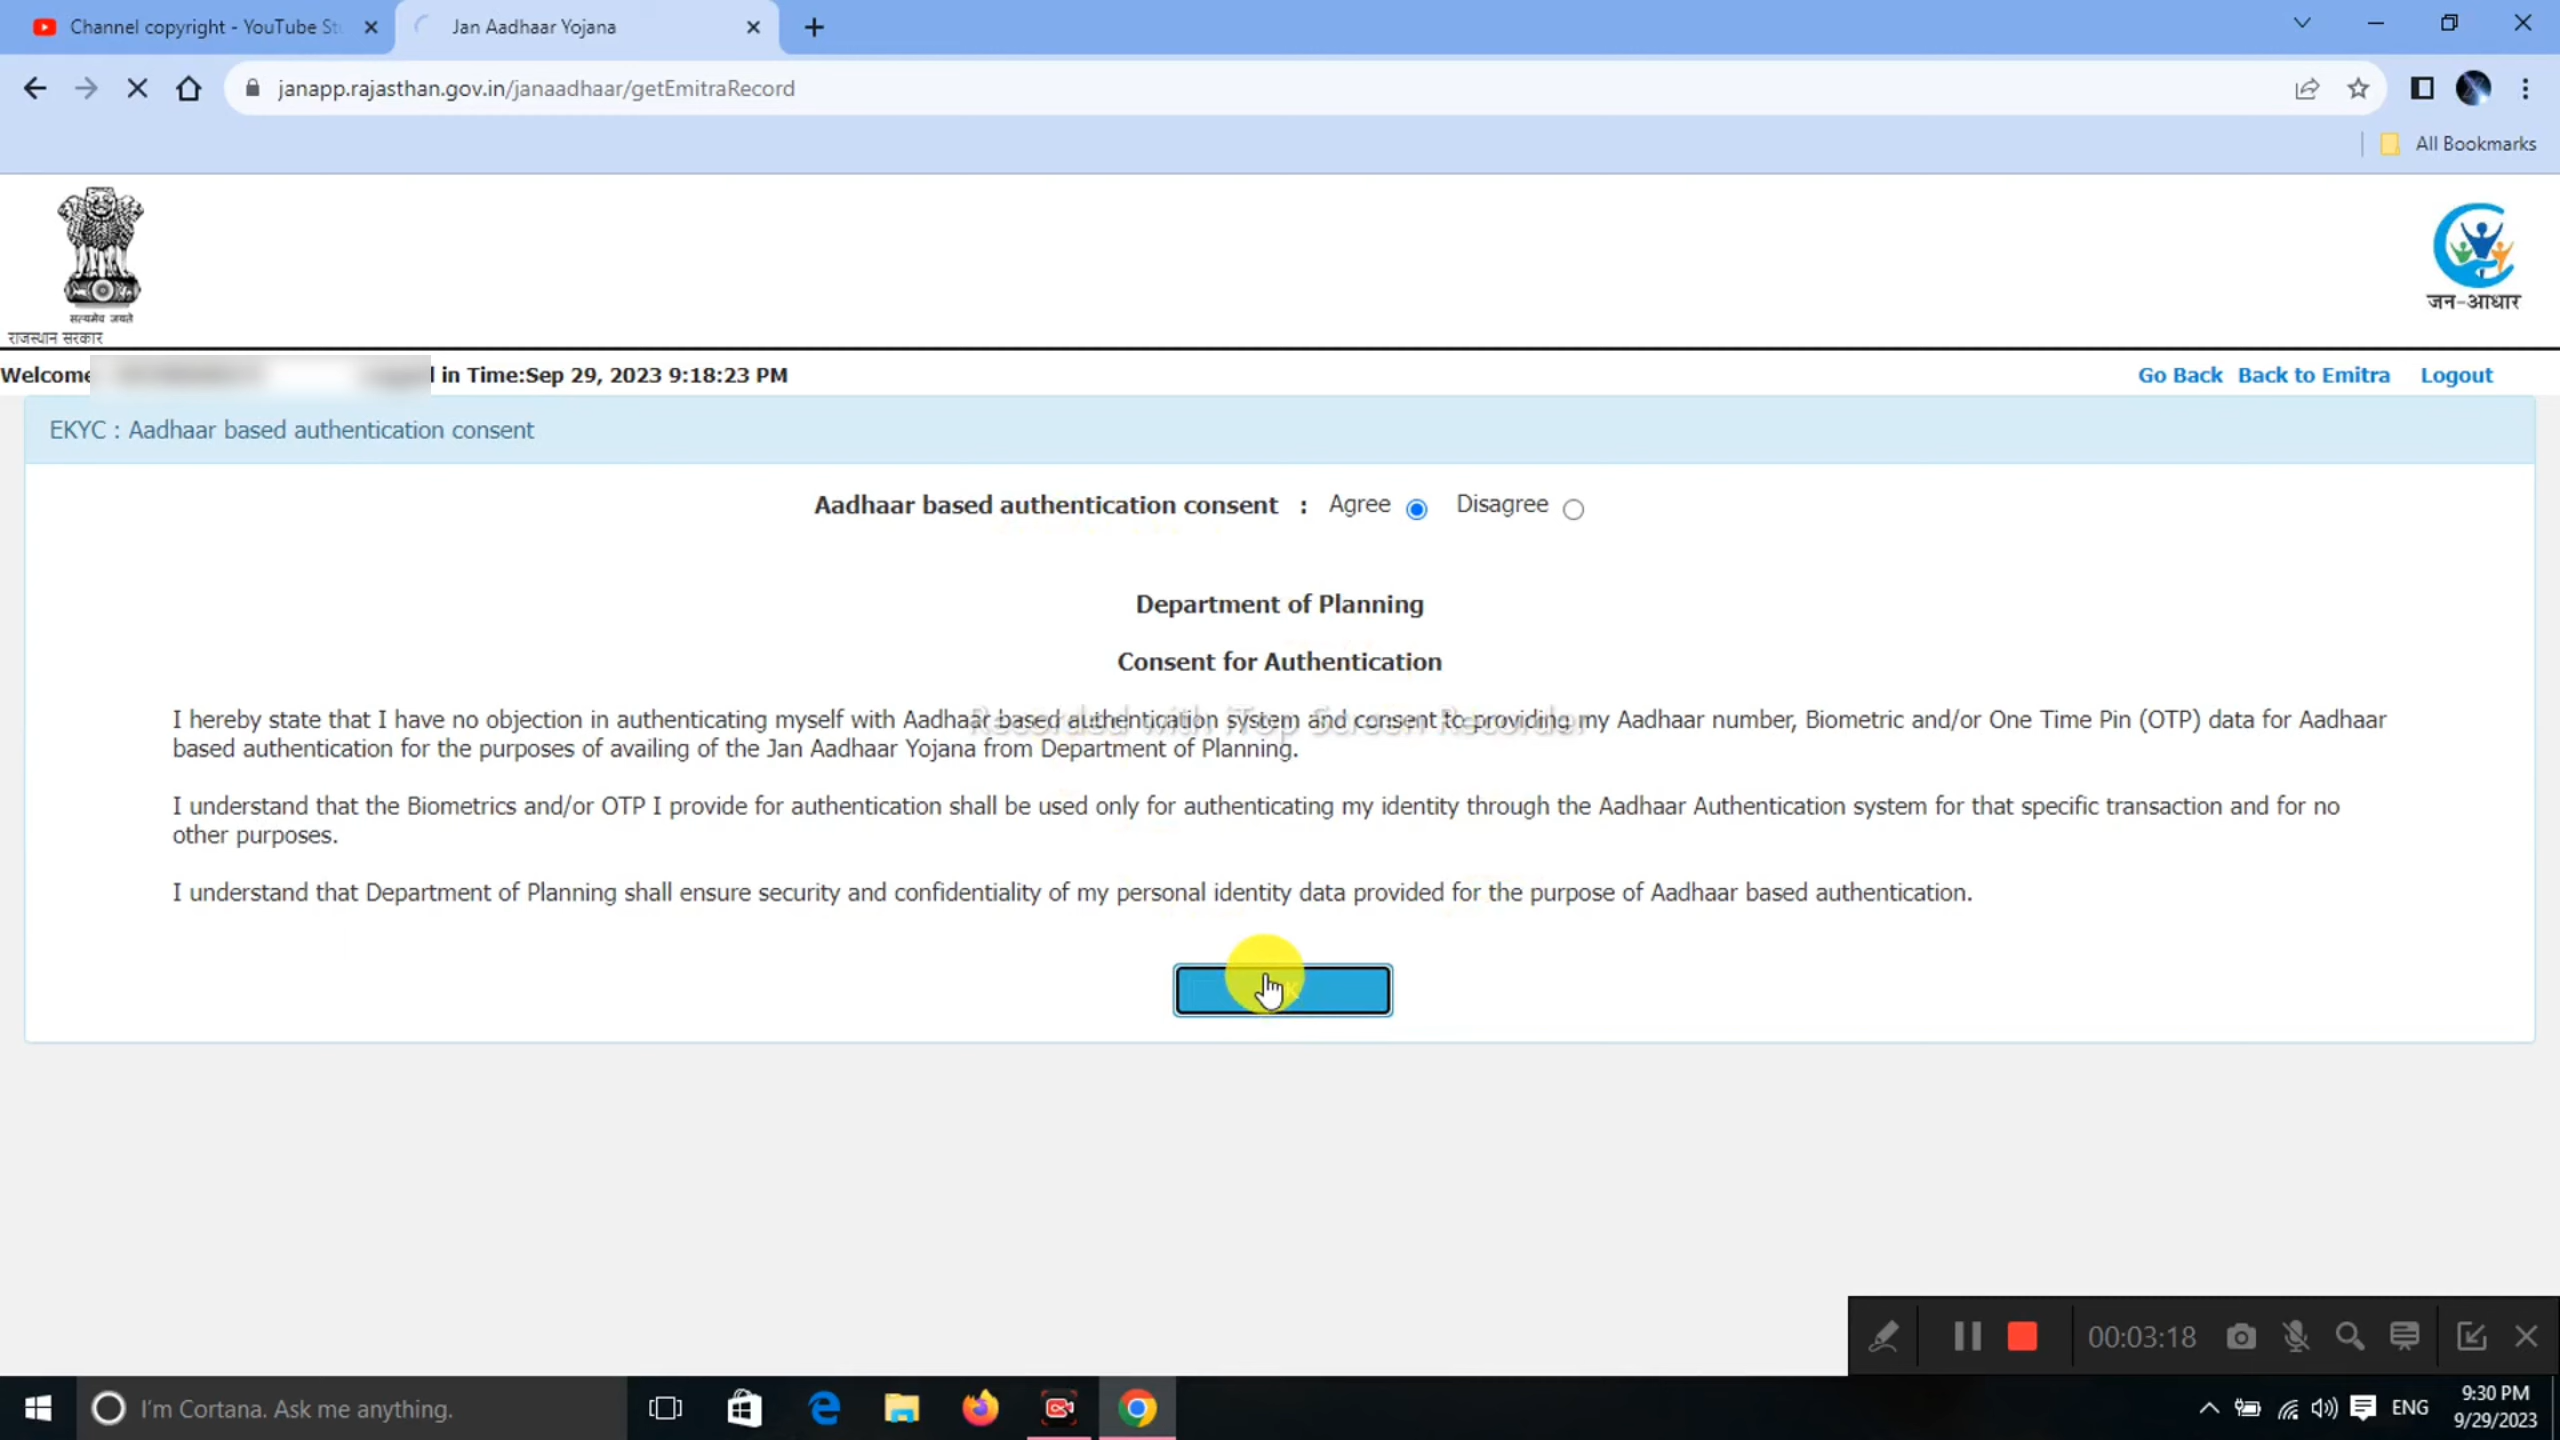 Channel copyright - YouTube St
Jan Aadhaar Yojana
janapp.rajasthan.gov.in/janaadhaar/getEmitraRecord
All Bookmarks
सत्यमेव जयते
राजस्थान सरकार
जन-आधार
Welcome in Time:Sep 29, 2023 9:18:23 PM
Go Back Back to Emitra Logout
EKYC : Aadhaar based authentication consent
Aadhaar based authentication consent : Agree Disagree
Department of Planning
Consent for Authentication
I hereby state that I have no objection in authenticating myself with Aadhaar based authentication system and consent to providing my Aadhaar number, Biometric and/or One Time Pin (OTP) data for Aadhaar
based authentication for the purposes of availing of the Jan Aadhaar Yojana from Department of Planning.
Recorded with iTop Screen Recorder
I understand that the Biometrics and/or OTP I provide for authentication shall be used only for authenticating my identity through the Aadhaar Authentication system for that specific transaction and for no
other purposes.
I understand that Department of Planning shall ensure security and confidentiality of my personal identity data provided for the purpose of Aadhaar based authentication.
00:03:18
I'm Cortana. Ask me anything.
ENG
9:30 PM
9/29/2023